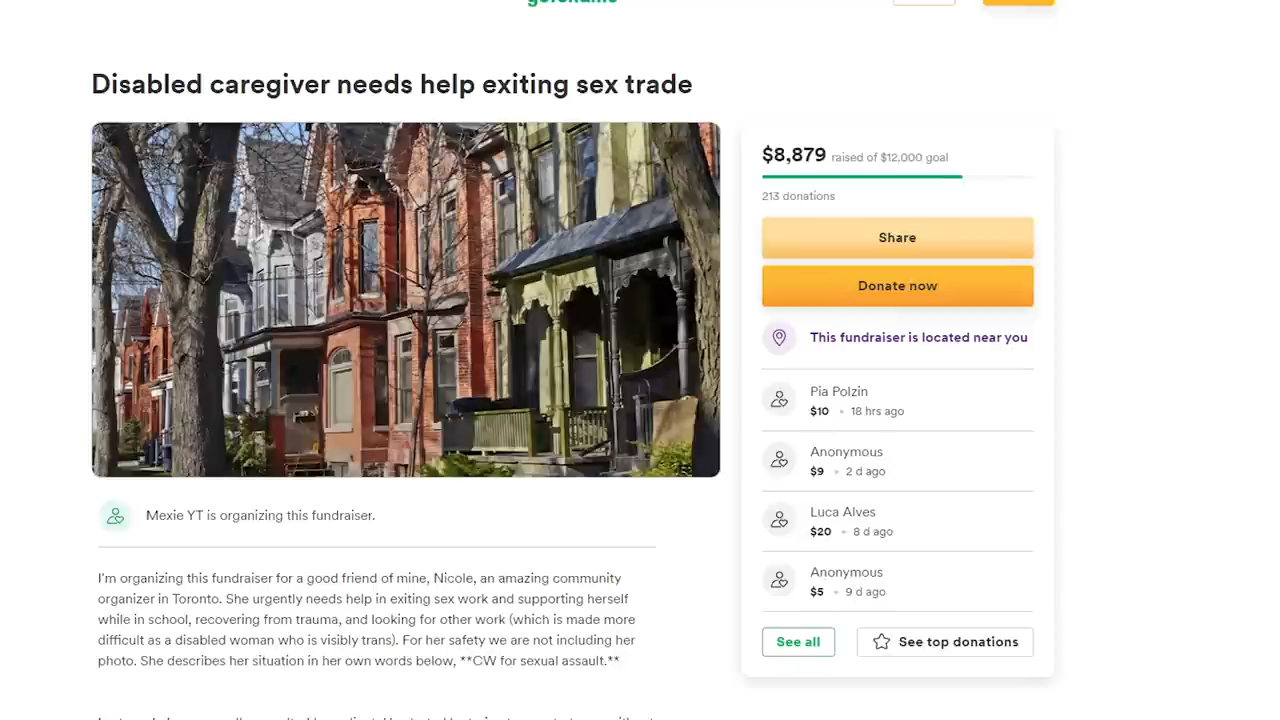 Disabled caregiver needs help exiting sex trade
$8,879 raised of $12,000 goal
213 donations
Share
Donate now
This fundraiser is located near you
Pia Polzin
$10 • 18 hrs ago
Anonymous
$9 • 2 d ago
Luca Alves
$20 • 8 d ago
Anonymous
$5 • 9 d ago
See all
See top donations
Mexie YT is organizing this fundraiser.
I'm organizing this fundraiser for a good friend of mine, Nicole, an amazing community
organizer in Toronto. She urgently needs help in exiting sex work and supporting herself
while in school, recovering from trauma, and looking for other work (which is made more
difficult as a disabled woman who is visibly trans). For her safety we are not including her
photo. She describes her situation in her own words below, **CW for sexual assault.**